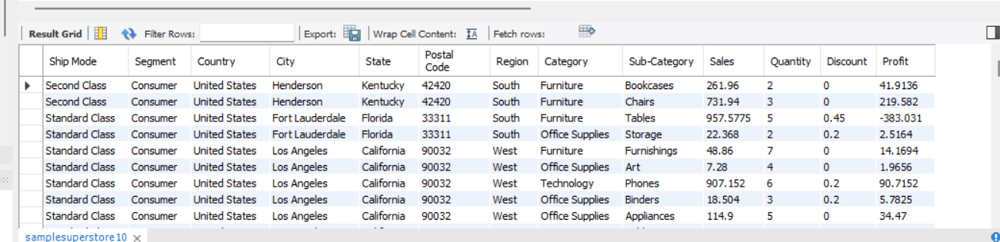 Result Grid Filter Rows: Export: Wrap Cell Content: Fetch rows:
Ship Mode Segment Country City State Postal Code Region Category Sub-Category Sales Quantity Discount Profit
Second Class Consumer United States Henderson Kentucky 42420 South Furniture Bookcases 261.96 2 0 41.9136
Second Class Consumer United States Henderson Kentucky 42420 South Furniture Chairs 731.94 3 0 219.582
Standard Class Consumer United States Fort Lauderdale Florida 33311 South Furniture Tables 957.5775 5 0.45 -383.031
Standard Class Consumer United States Fort Lauderdale Florida 33311 South Office Supplies Storage 22.368 2 0.2 2.5164
Standard Class Consumer United States Los Angeles California 90032 West Furniture Furnishings 48.86 7 0 14.1694
Standard Class Consumer United States Los Angeles California 90032 West Office Supplies Art 7.28 4 0 1.9656
Standard Class Consumer United States Los Angeles California 90032 West Technology Phones 907.152 6 0.2 90.7152
Standard Class Consumer United States Los Angeles California 90032 West Office Supplies Binders 18.504 3 0.2 5.7825
Standard Class Consumer United States Los Angeles California 90032 West Office Supplies Appliances 114.9 5 0 34.47
samplesuperstore10